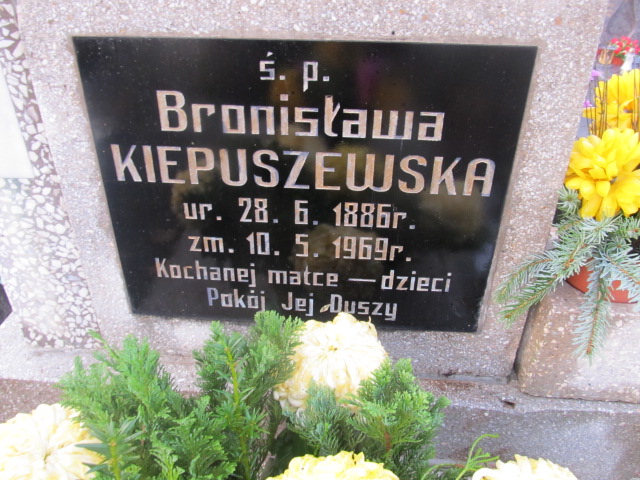 ś. p.
Bronisława
KIEPUSZEWSKA
ur. 28. 6. 1886r.
zm. 10. 5. 1969r.
Kochanej matce — dzieci
Pokój Jej Duszy